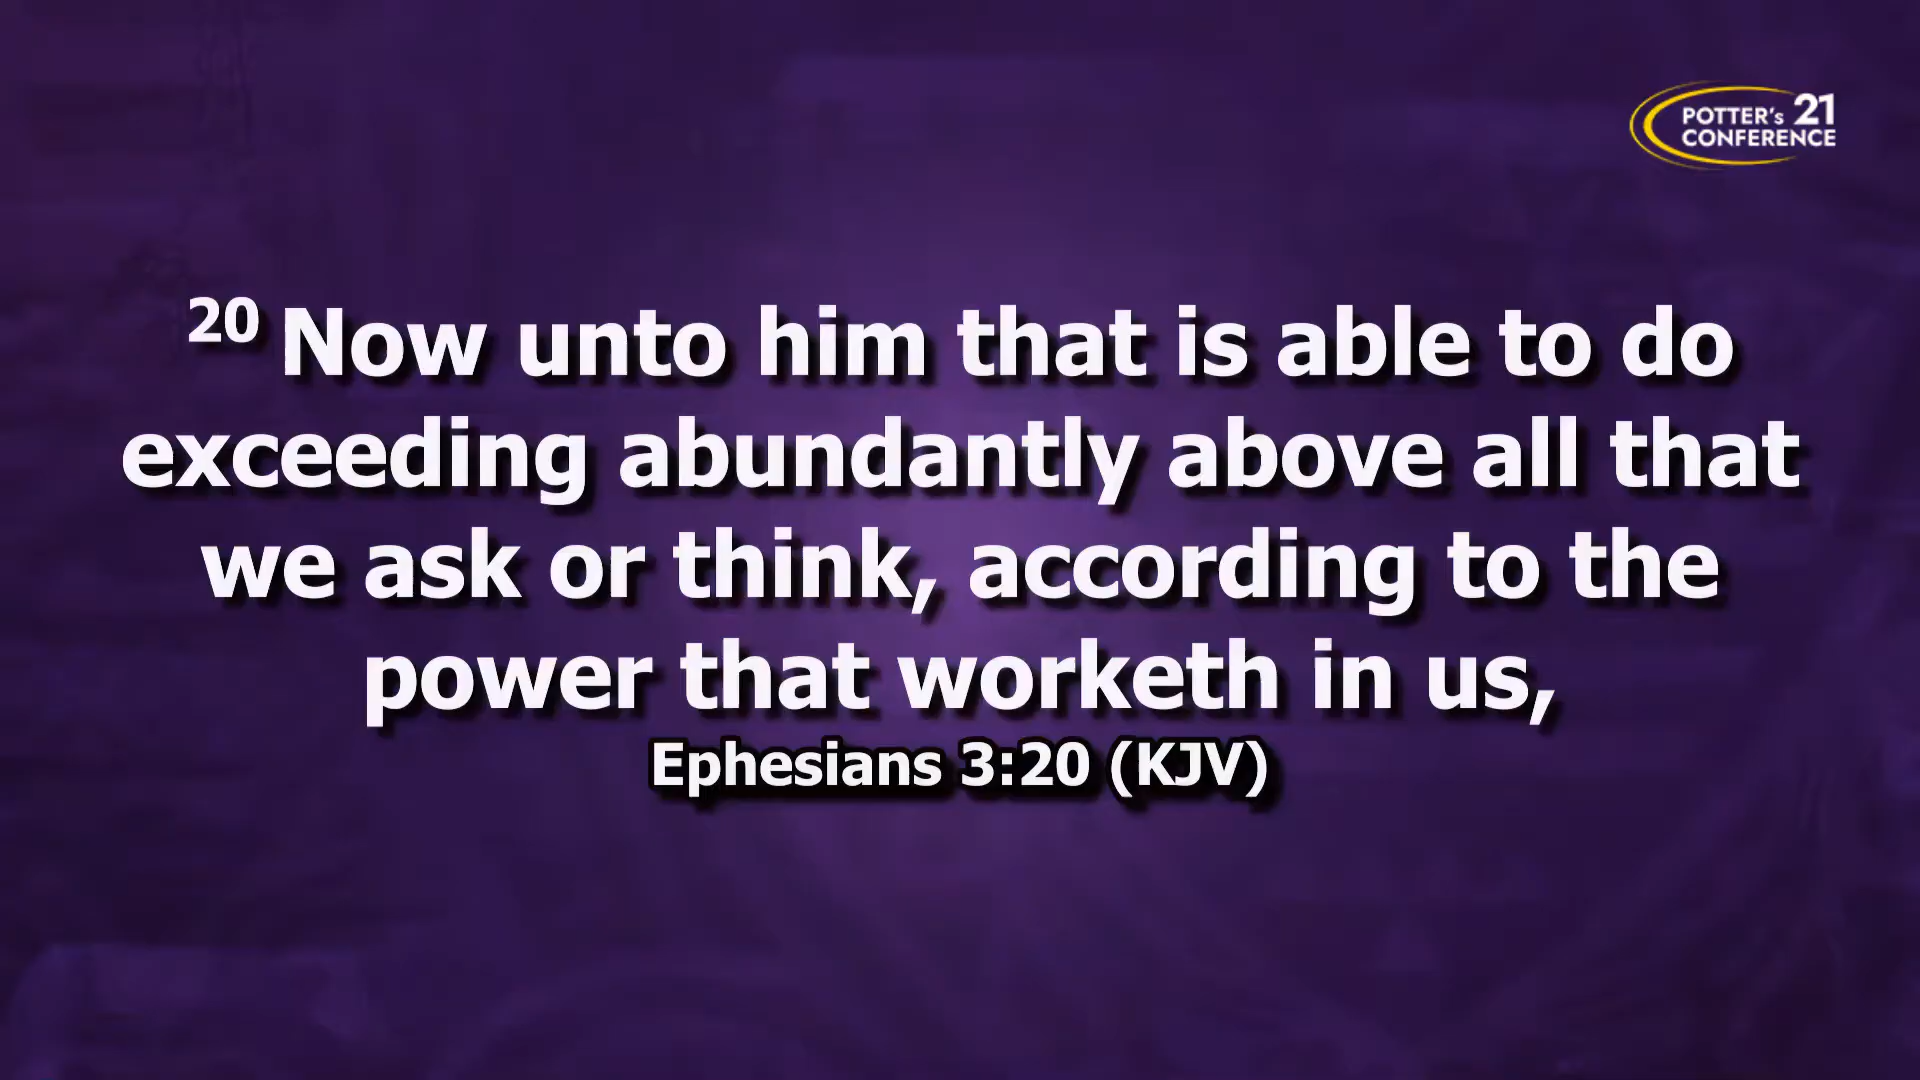 POTTER's 21
CONFERENCE
20 Now unto him that is able to do
exceeding abundantly above all that
we ask or think, according to the
power that worketh in us,
Ephesians 3:20 (KJV)